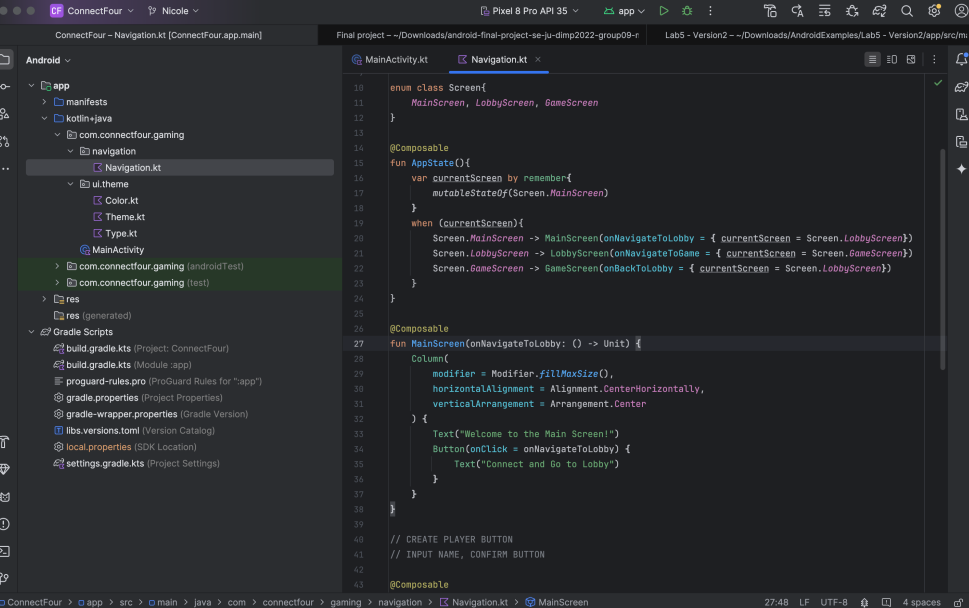 CF ConnectFour Nicole Pixel 8 Pro API 35 app
ConnectFour – Navigation.kt [ConnectFour.app.main]
Final project – ~/Downloads/android-final-project-se-ju-dimp2022-group09-n
Lab5 - Version2 – ~/Downloads/AndroidExamples/Lab5 - Version2/app/src/ma
Android
app
manifests
kotlin+java
com.connectfour.gaming
navigation
Navigation.kt
ui.theme
Color.kt
Theme.kt
Type.kt
MainActivity
com.connectfour.gaming (androidTest)
com.connectfour.gaming (test)
res
res (generated)
Gradle Scripts
build.gradle.kts (Project: ConnectFour)
build.gradle.kts (Module :app)
proguard-rules.pro (ProGuard Rules for ":app")
gradle.properties (Project Properties)
gradle-wrapper.properties (Gradle Version)
libs.versions.toml (Version Catalog)
local.properties (SDK Location)
settings.gradle.kts (Project Settings)
MainActivity.kt Navigation.kt
10 enum class Screen{
11 MainScreen, LobbyScreen, GameScreen
12 }
13
14 @Composable
15 fun AppState(){
16 var currentScreen by remember{
17 mutableStateOf(Screen.MainScreen)
18 }
19 when (currentScreen){
20 Screen.MainScreen -> MainScreen(onNavigateToLobby = { currentScreen = Screen.LobbyScreen})
21 Screen.LobbyScreen -> LobbyScreen(onNavigateToGame = { currentScreen = Screen.GameScreen})
22 Screen.GameScreen -> GameScreen(onBackToLobby = { currentScreen = Screen.LobbyScreen})
23 }
24 }
25
26 @Composable
27 fun MainScreen(onNavigateToLobby: () -> Unit) {
28 Column(
29 modifier = Modifier.fillMaxSize(),
30 horizontalAlignment = Alignment.CenterHorizontally,
31 verticalArrangement = Arrangement.Center
32 ) {
33 Text("Welcome to the Main Screen!")
34 Button(onClick = onNavigateToLobby) {
35 Text("Connect and Go to Lobby")
36 }
37 }
38 }
39
40 // CREATE PLAYER BUTTON
41 // INPUT NAME, CONFIRM BUTTON
42
43 @Composable
ConnectFour > app > src > main > java > com > connectfour > gaming > navigation > Navigation.kt > MainScreen 27:48 LF UTF-8 4 spaces